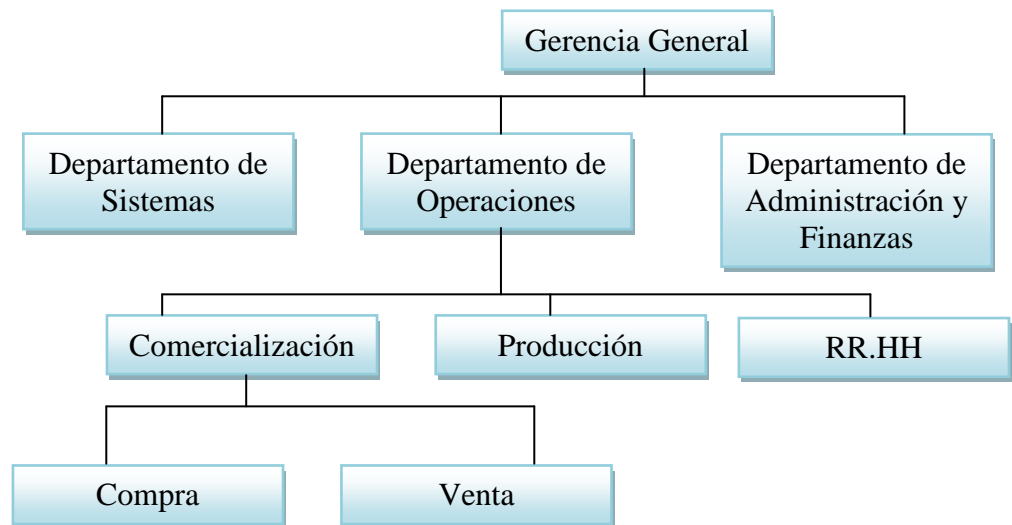 Gerencia General
Departamento de
Sistemas
Departamento de
Operaciones
Departamento de
Administración y
Finanzas
Comercialización
Producción
RR.HH
Compra
Venta